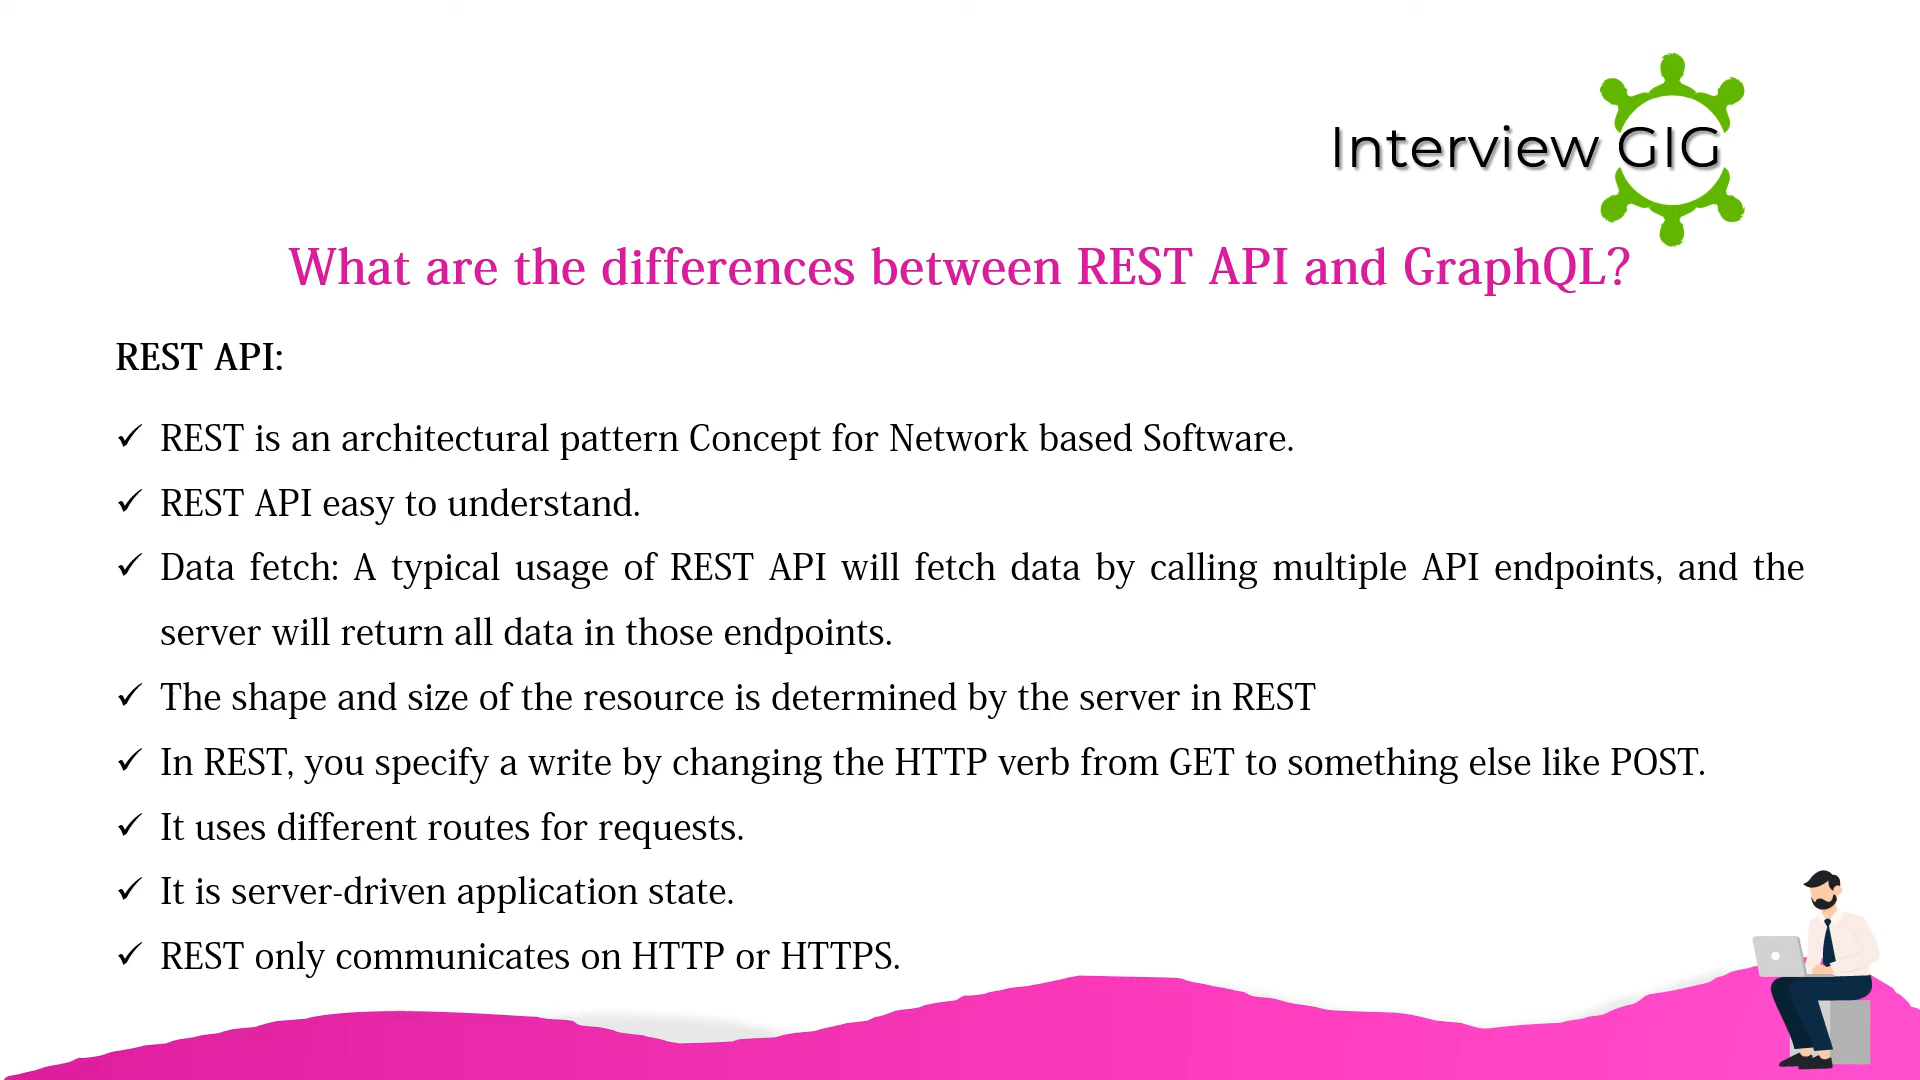 Interview GIG
What are the differences between REST API and GraphQL?
REST API:
✓ REST is an architectural pattern Concept for Network based Software.
✓ REST API easy to understand.
✓ Data fetch: A typical usage of REST API will fetch data by calling multiple API endpoints, and the
server will return all data in those endpoints.
✓ The shape and size of the resource is determined by the server in REST
✓ In REST, you specify a write by changing the HTTP verb from GET to something else like POST.
✓ It uses different routes for requests.
✓ It is server-driven application state.
✓ REST only communicates on HTTP or HTTPS.